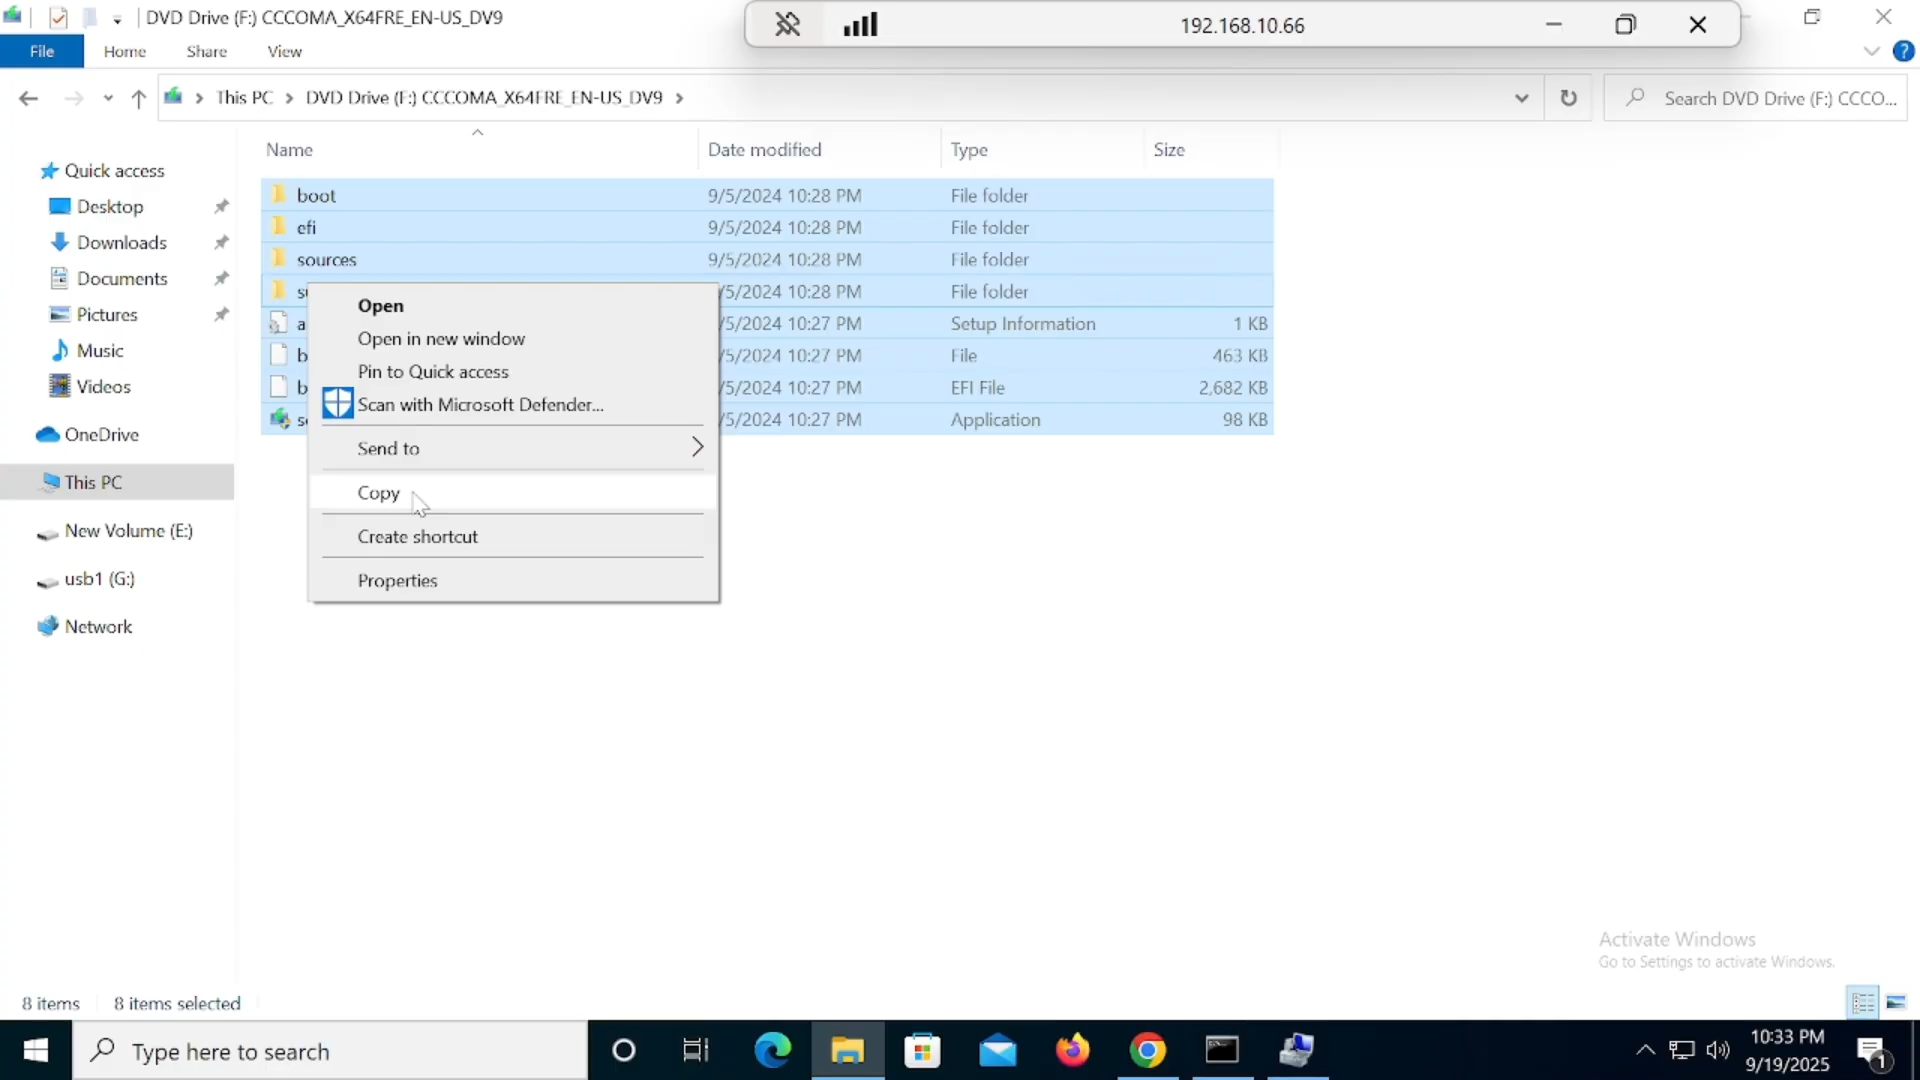 DVD Drive (F:) CCCOMA_X64FRE_EN-US_DV9
192.168.10.66
File Home Share View
This PC DVD Drive (F:) CCCOMA_X64FRE_EN-US_DV9
Search DVD Drive (F:) CCCO...
Name Date modified Type Size
Quick access
Desktop
Downloads
Documents
Pictures
Music
Videos
OneDrive
This PC
New Volume (E:)
usb1 (G:)
Network
boot 9/5/2024 10:28 PM File folder
efi 9/5/2024 10:28 PM File folder
sources 9/5/2024 10:28 PM File folder
/5/2024 10:28 PM File folder
/5/2024 10:27 PM Setup Information 1 KB
/5/2024 10:27 PM File 463 KB
/5/2024 10:27 PM EFI File 2,682 KB
/5/2024 10:27 PM Application 98 KB
Open
Open in new window
Pin to Quick access
Scan with Microsoft Defender...
Send to
Copy
Create shortcut
Properties
Activate Windows
Go to Settings to activate Windows.
8 items 8 items selected
Type here to search
10:33 PM
9/19/2025
1